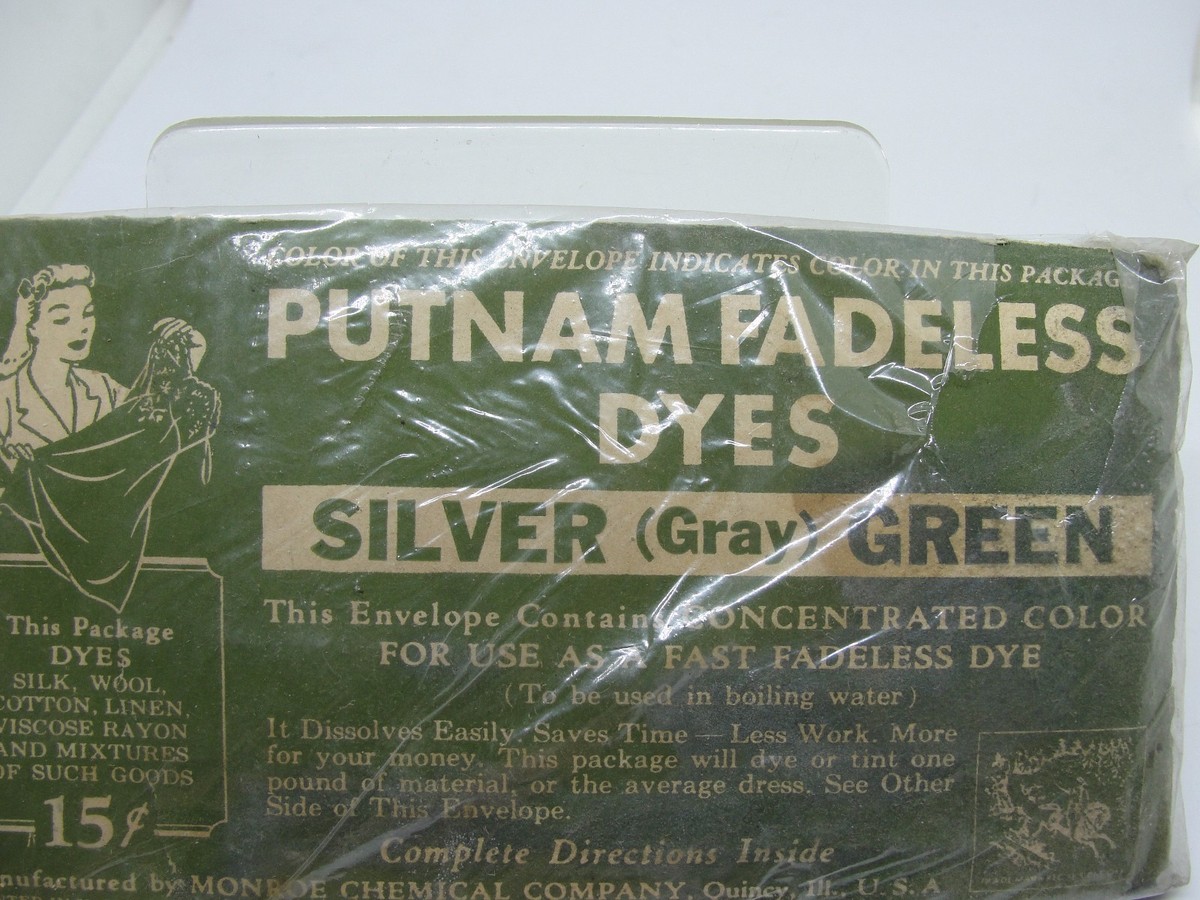 COLOR OF THIS ENVELOPE INDICATES COLOR IN THIS PACKAG
PUTNAM FADELESS
DYES
SILVER (Gray) GREEN
This Envelope Contains CONCENTRATED COLOR
FOR USE AS A FAST FADELESS DYE
(To be used in boiling water)
It Dissolves Easily, Saves Time — Less Work. More
for your money. This package will dye or tint one
pound of material, or the average dress. See Other
Side of This Envelope.
Complete Directions Inside
This Package
DYES
SILK, WOOL,
COTTON, LINEN,
VISCOSE RAYON
AND MIXTURES
OF SUCH GOODS
15¢
nufactured by MONROE CHEMICAL COMPANY, Quincy, Ill., U. S. A